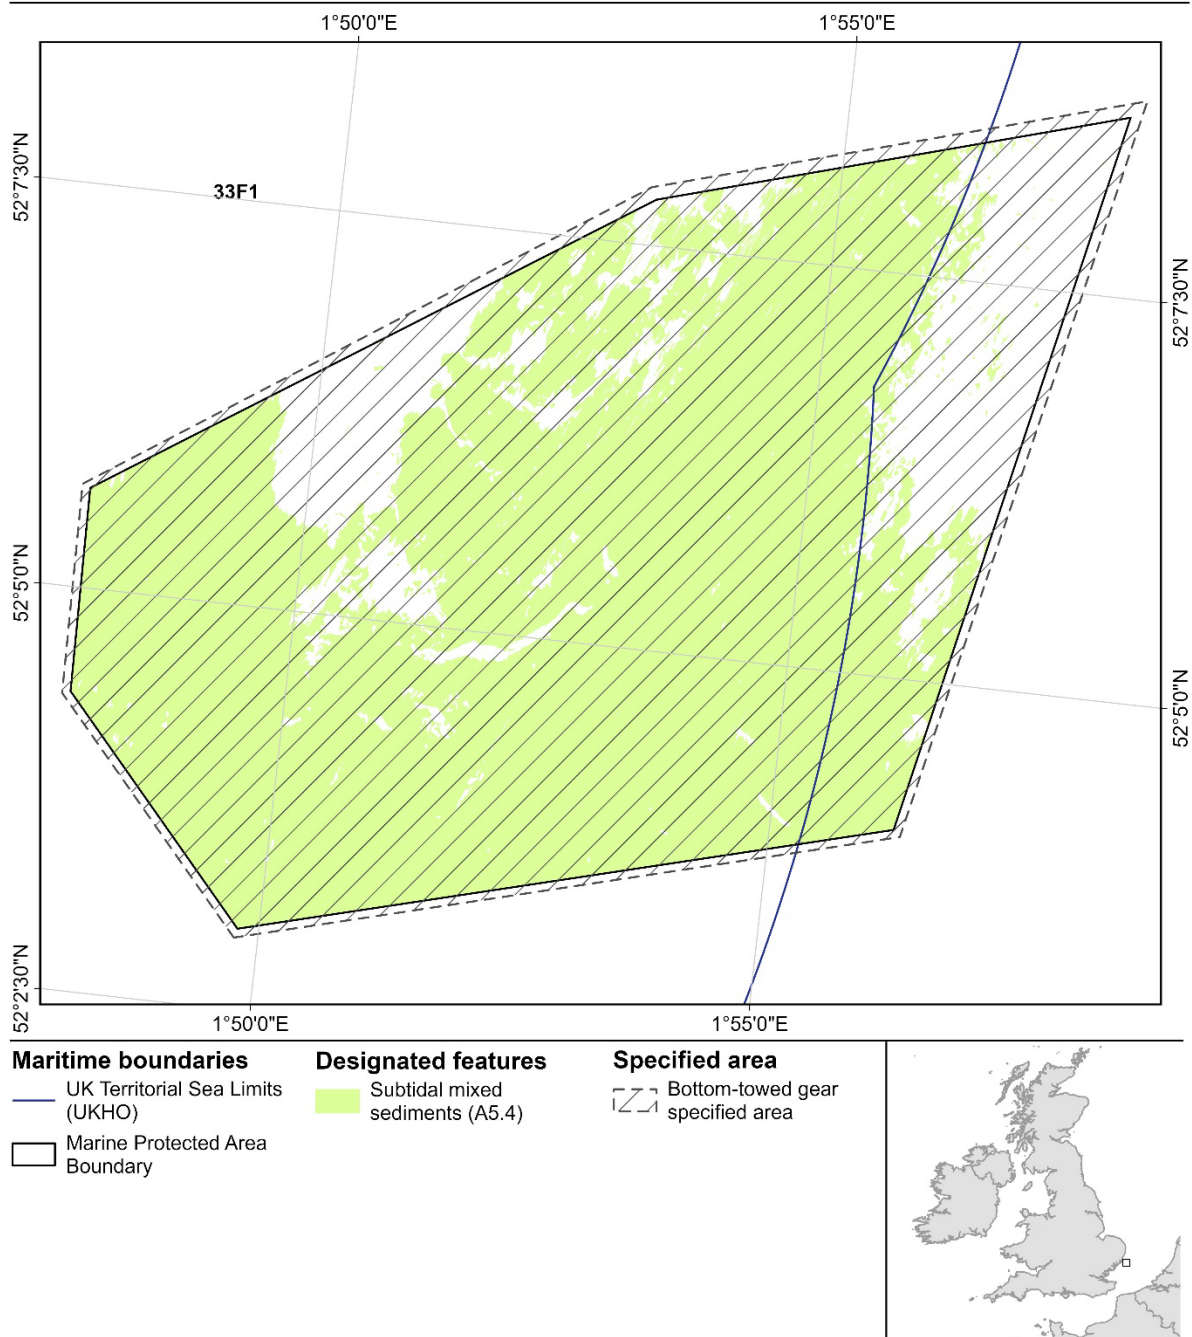 1°50'0"E
1°55'0"E
52°7'30"N
33F1
52°7'30"N
52°5'0"N
52°5'0"N
52°2'30"N
1°50'0"E
1°55'0"E
Maritime boundaries
UK Territorial Sea Limits
(UKHO)
Marine Protected Area
Boundary
Designated features
Subtidal mixed
sediments (A5.4)
Specified area
Bottom-towed gear
specified area